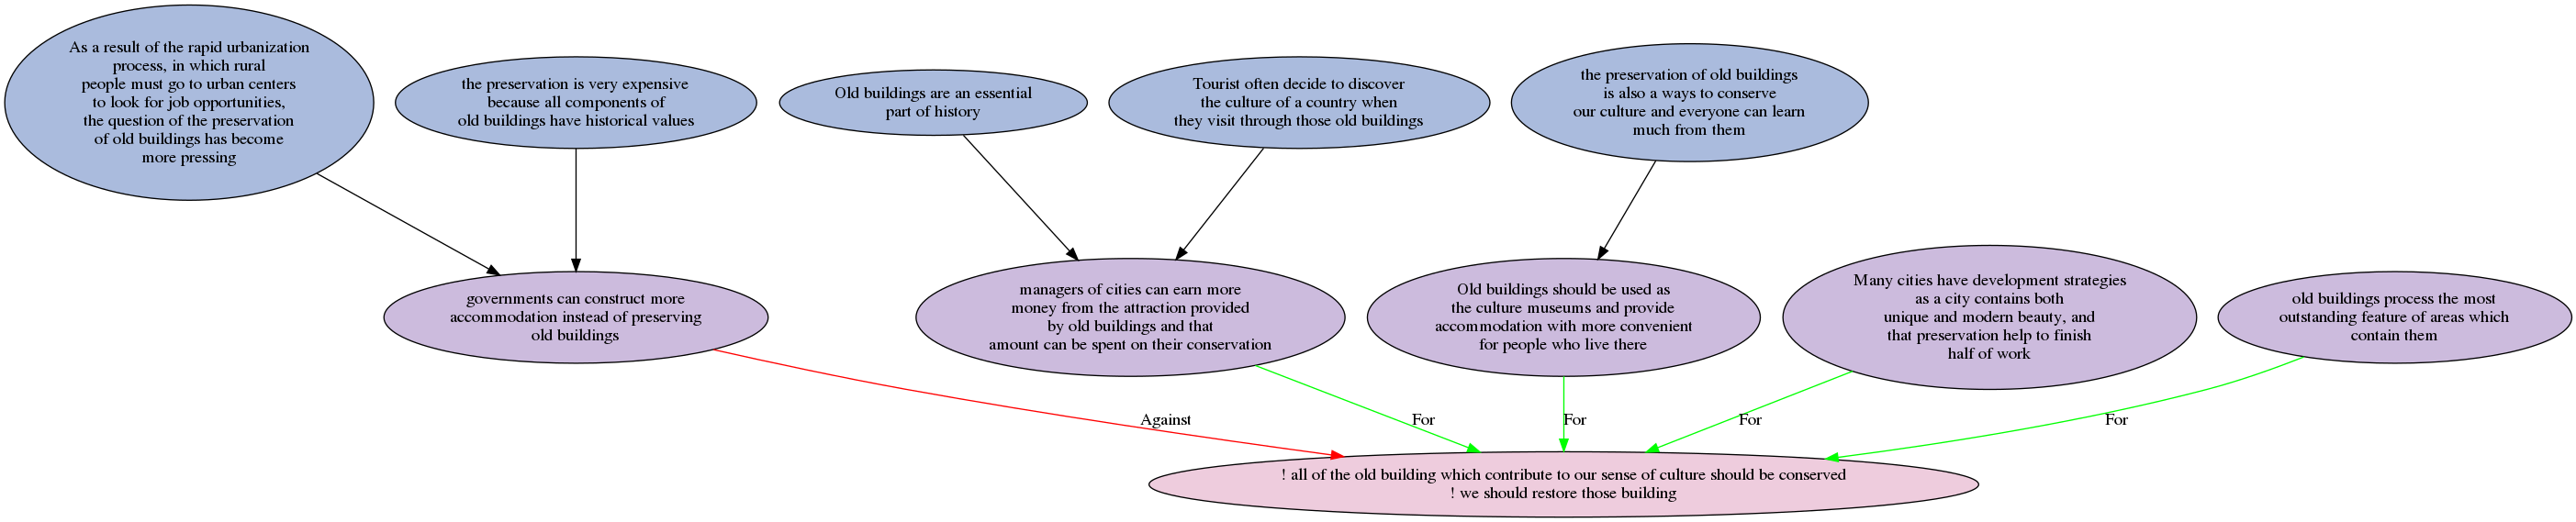 As a result of the rapid urbanization
process, in which rural
people must go to urban centers
to look for job opportunities,
the question of the preservation
of old buildings has become
more pressing
the preservation is very expensive
because all components of
old buildings have historical values
Old buildings are an essential
part of history
Tourist often decide to discover
the culture of a country when
they visit through those old buildings
the preservation of old buildings
is also a ways to conserve
our culture and everyone can learn
much from them
governments can construct more
accommodation instead of preserving
old buildings
managers of cities can earn more
money from the attraction provided
by old buildings and that
amount can be spent on their conservation
Old buildings should be used as
the culture museums and provide
accommodation with more convenient
for people who live there
Many cities have development strategies
as a city contains both
unique and modern beauty, and
that preservation help to finish
half of work
old buildings process the most
outstanding feature of areas which
contain them
Against
For
For
For
For
! all of the old building which contribute to our sense of culture should be conserved
! we should restore those building